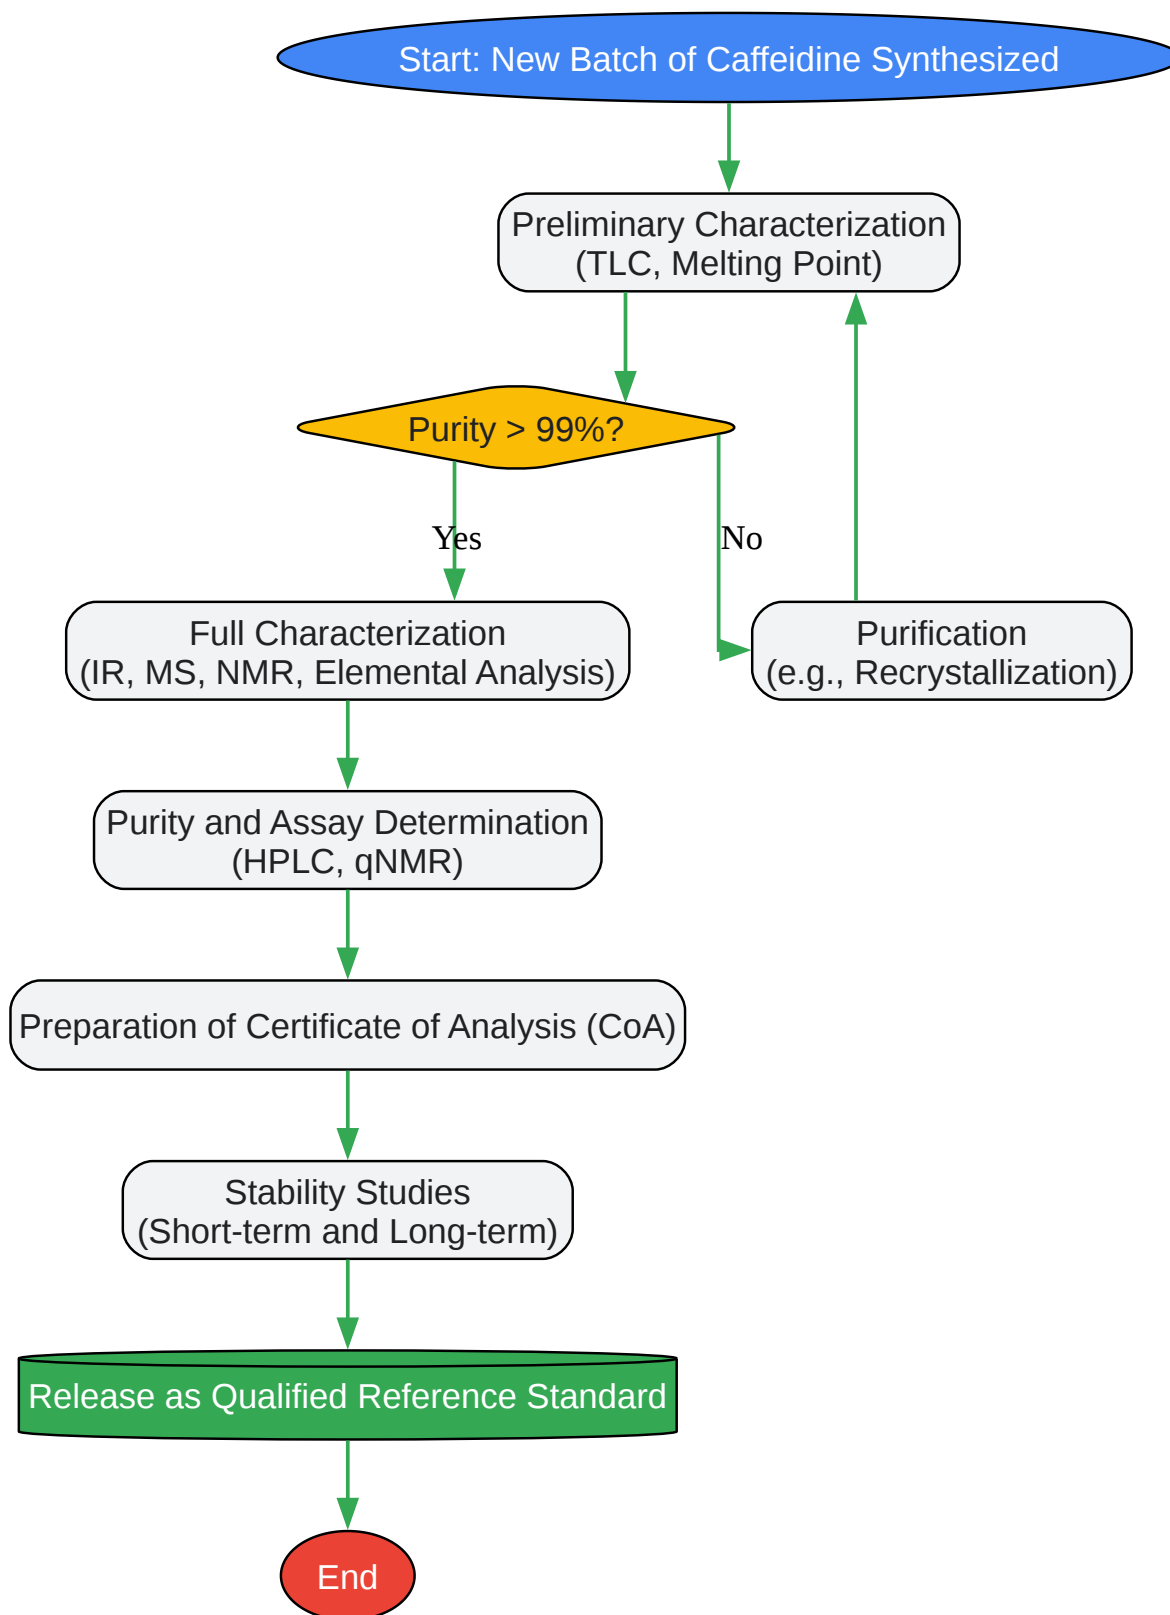 Start: New Batch of Caffeidine Synthesized
Preliminary Characterization
(TLC, Melting Point)
Purity > 99%?
Yes
No
Full Characterization
(IR, MS, NMR, Elemental Analysis)
Purification
(e.g., Recrystallization)
Purity and Assay Determination
(HPLC, qNMR)
Preparation of Certificate of Analysis (CoA)
Stability Studies
(Short-term and Long-term)
Release as Qualified Reference Standard
End